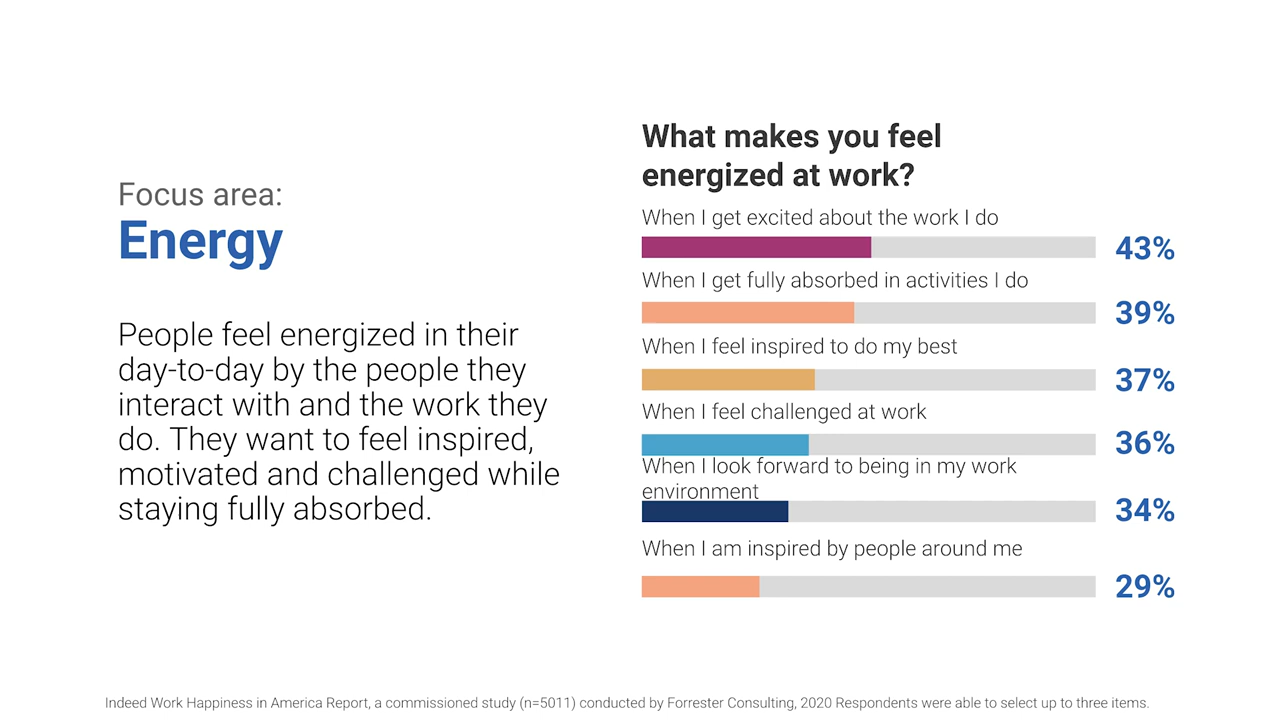 Focus area:
Energy
People feel energized in their
day-to-day by the people they
interact with and the work they
do. They want to feel inspired,
motivated and challenged while
staying fully absorbed.
What makes you feel
energized at work?
When I get excited about the work I do
43%
When I get fully absorbed in activities I do
39%
When I feel inspired to do my best
37%
When I feel challenged at work
36%
When I look forward to being in my work
environment
34%
When I am inspired by people around me
29%
Indeed Work Happiness in America Report, a commissioned study (n=5011) conducted by Forrester Consulting, 2020 Respondents were able to select up to three items.